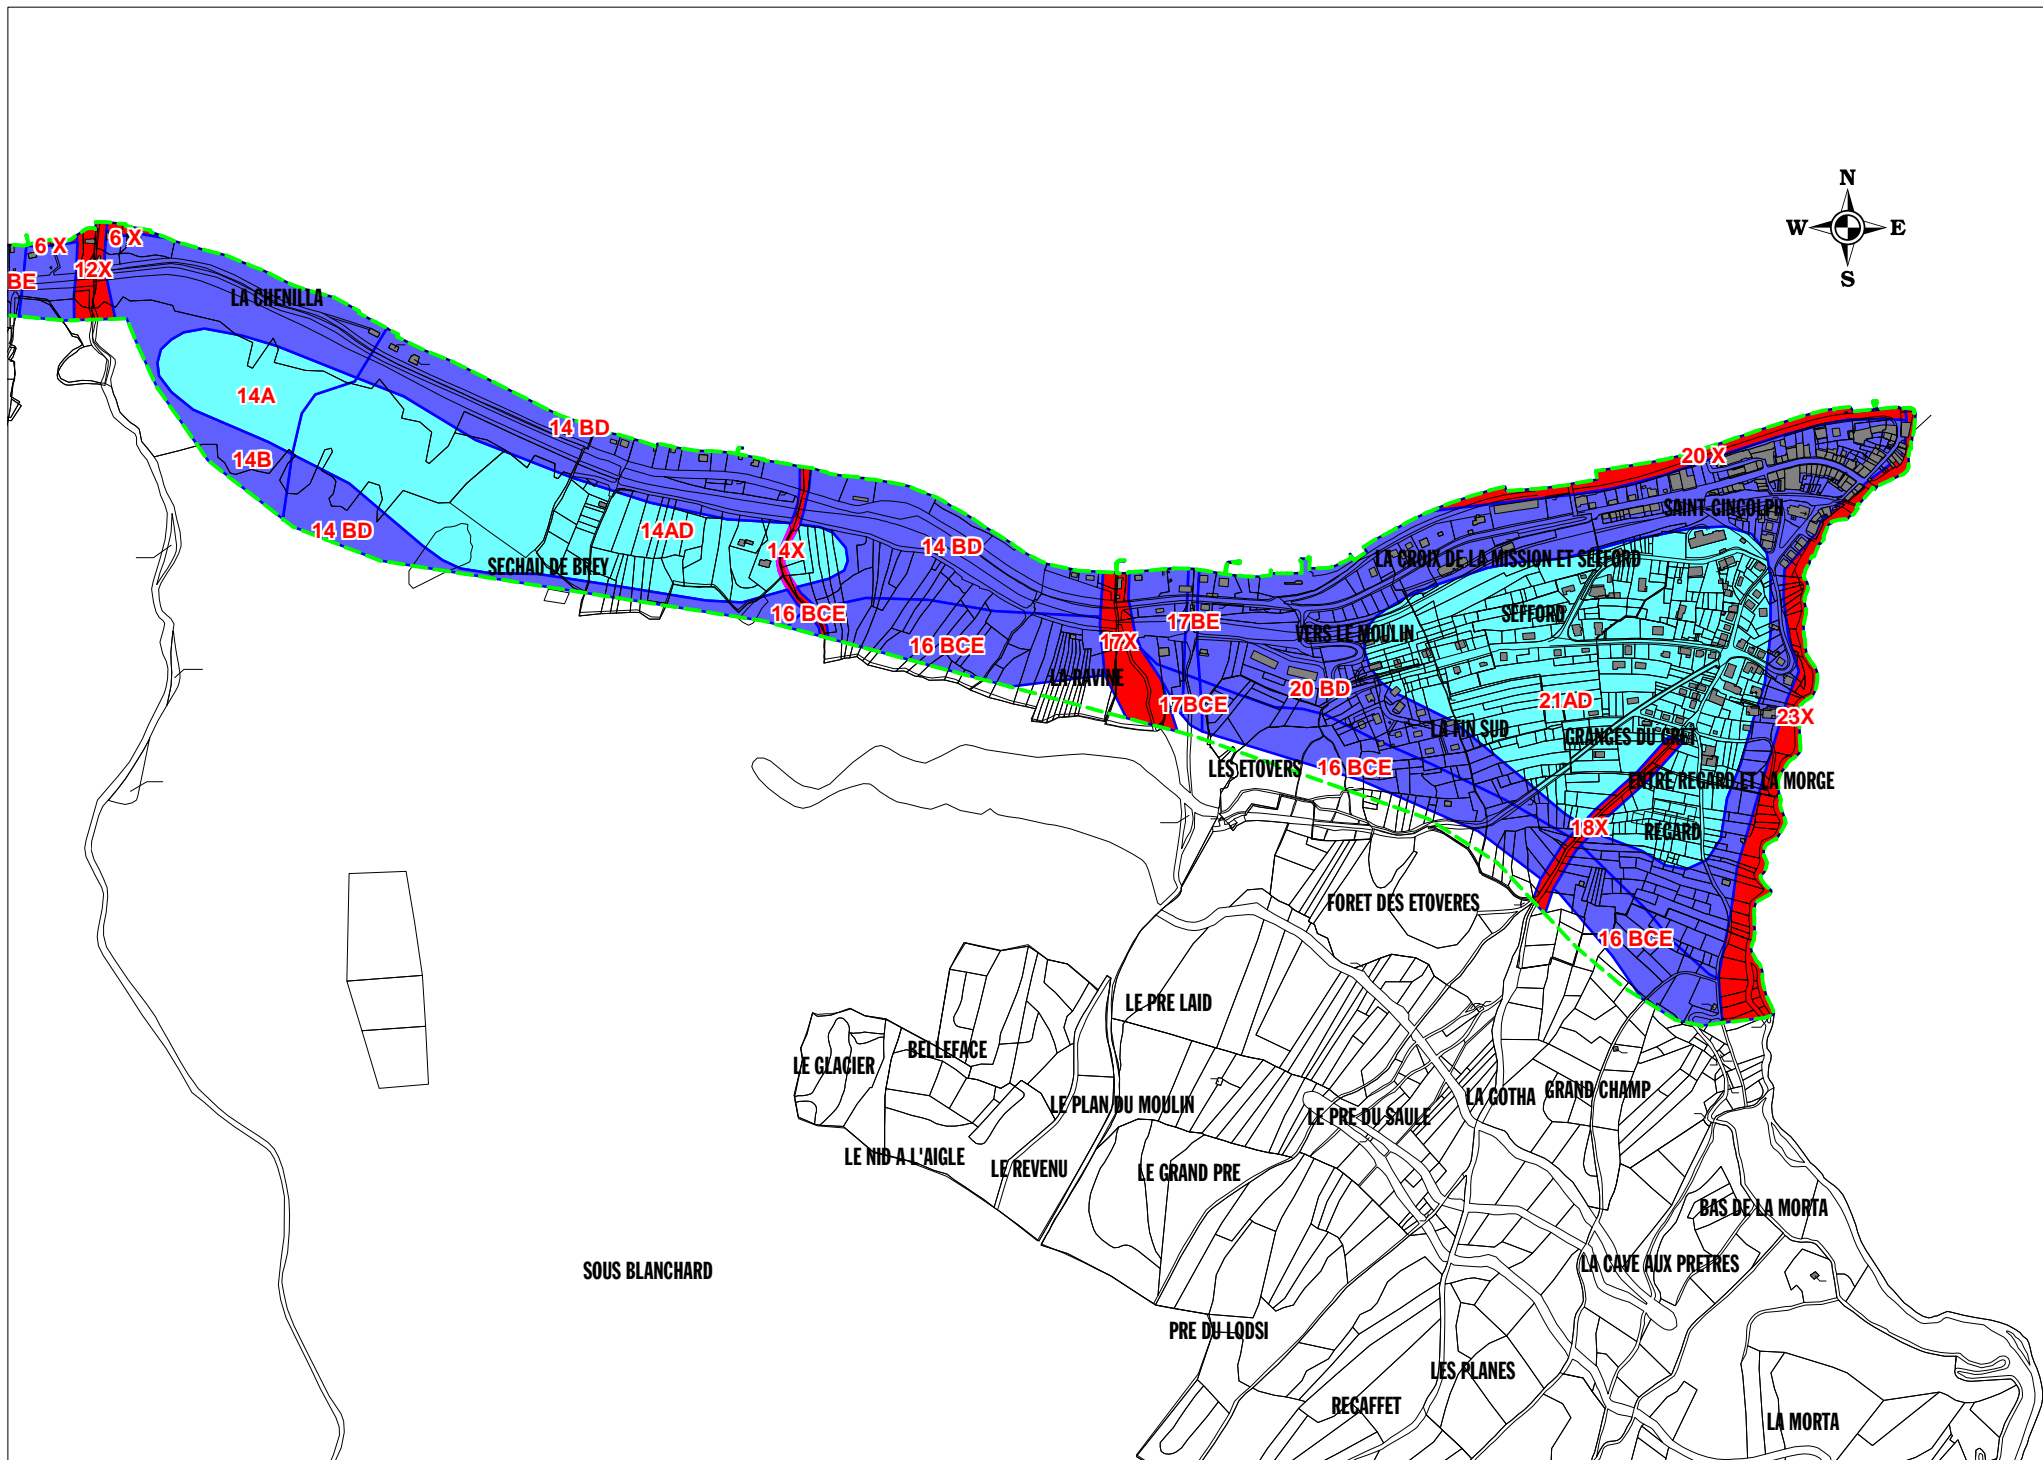 N
W
E
S
6 X
6 X
12X
BE
LA CHENILLA
14A
14 BD
14B
14 BD
14AD
SECHAU DE BREY
14X
14 BD
16 BCE
16 BCE
20 X
SAINT-GINGOLPH
LA CROIX DE LA MISSION ET SEFFORD
SEFFORD
17BE
VERS LE MOULIN
17X
LA RAVINE
17BCE
20 BD
21AD
LA FIN SUD
GRANGES DU CRET
23X
LES ETOVERS
16 BCE
ENTRE REGARD ET LA MORGE
18X
REGARD
FORET DES ETOVERES
16 BCE
LE PRE LAID
LE GLACIER
BELLEFACE
LE PLAN DU MOULIN
LE PRE DU SAULE
LA GOTHA
GRAND CHAMP
LE NID A L'AIGLE
LE REVENU
LE GRAND PRE
BAS DE LA MORTA
SOUS BLANCHARD
LA CAVE AUX PRETRES
PRE DU LODSI
LES PLANES
RECAFFET
LA MORTA